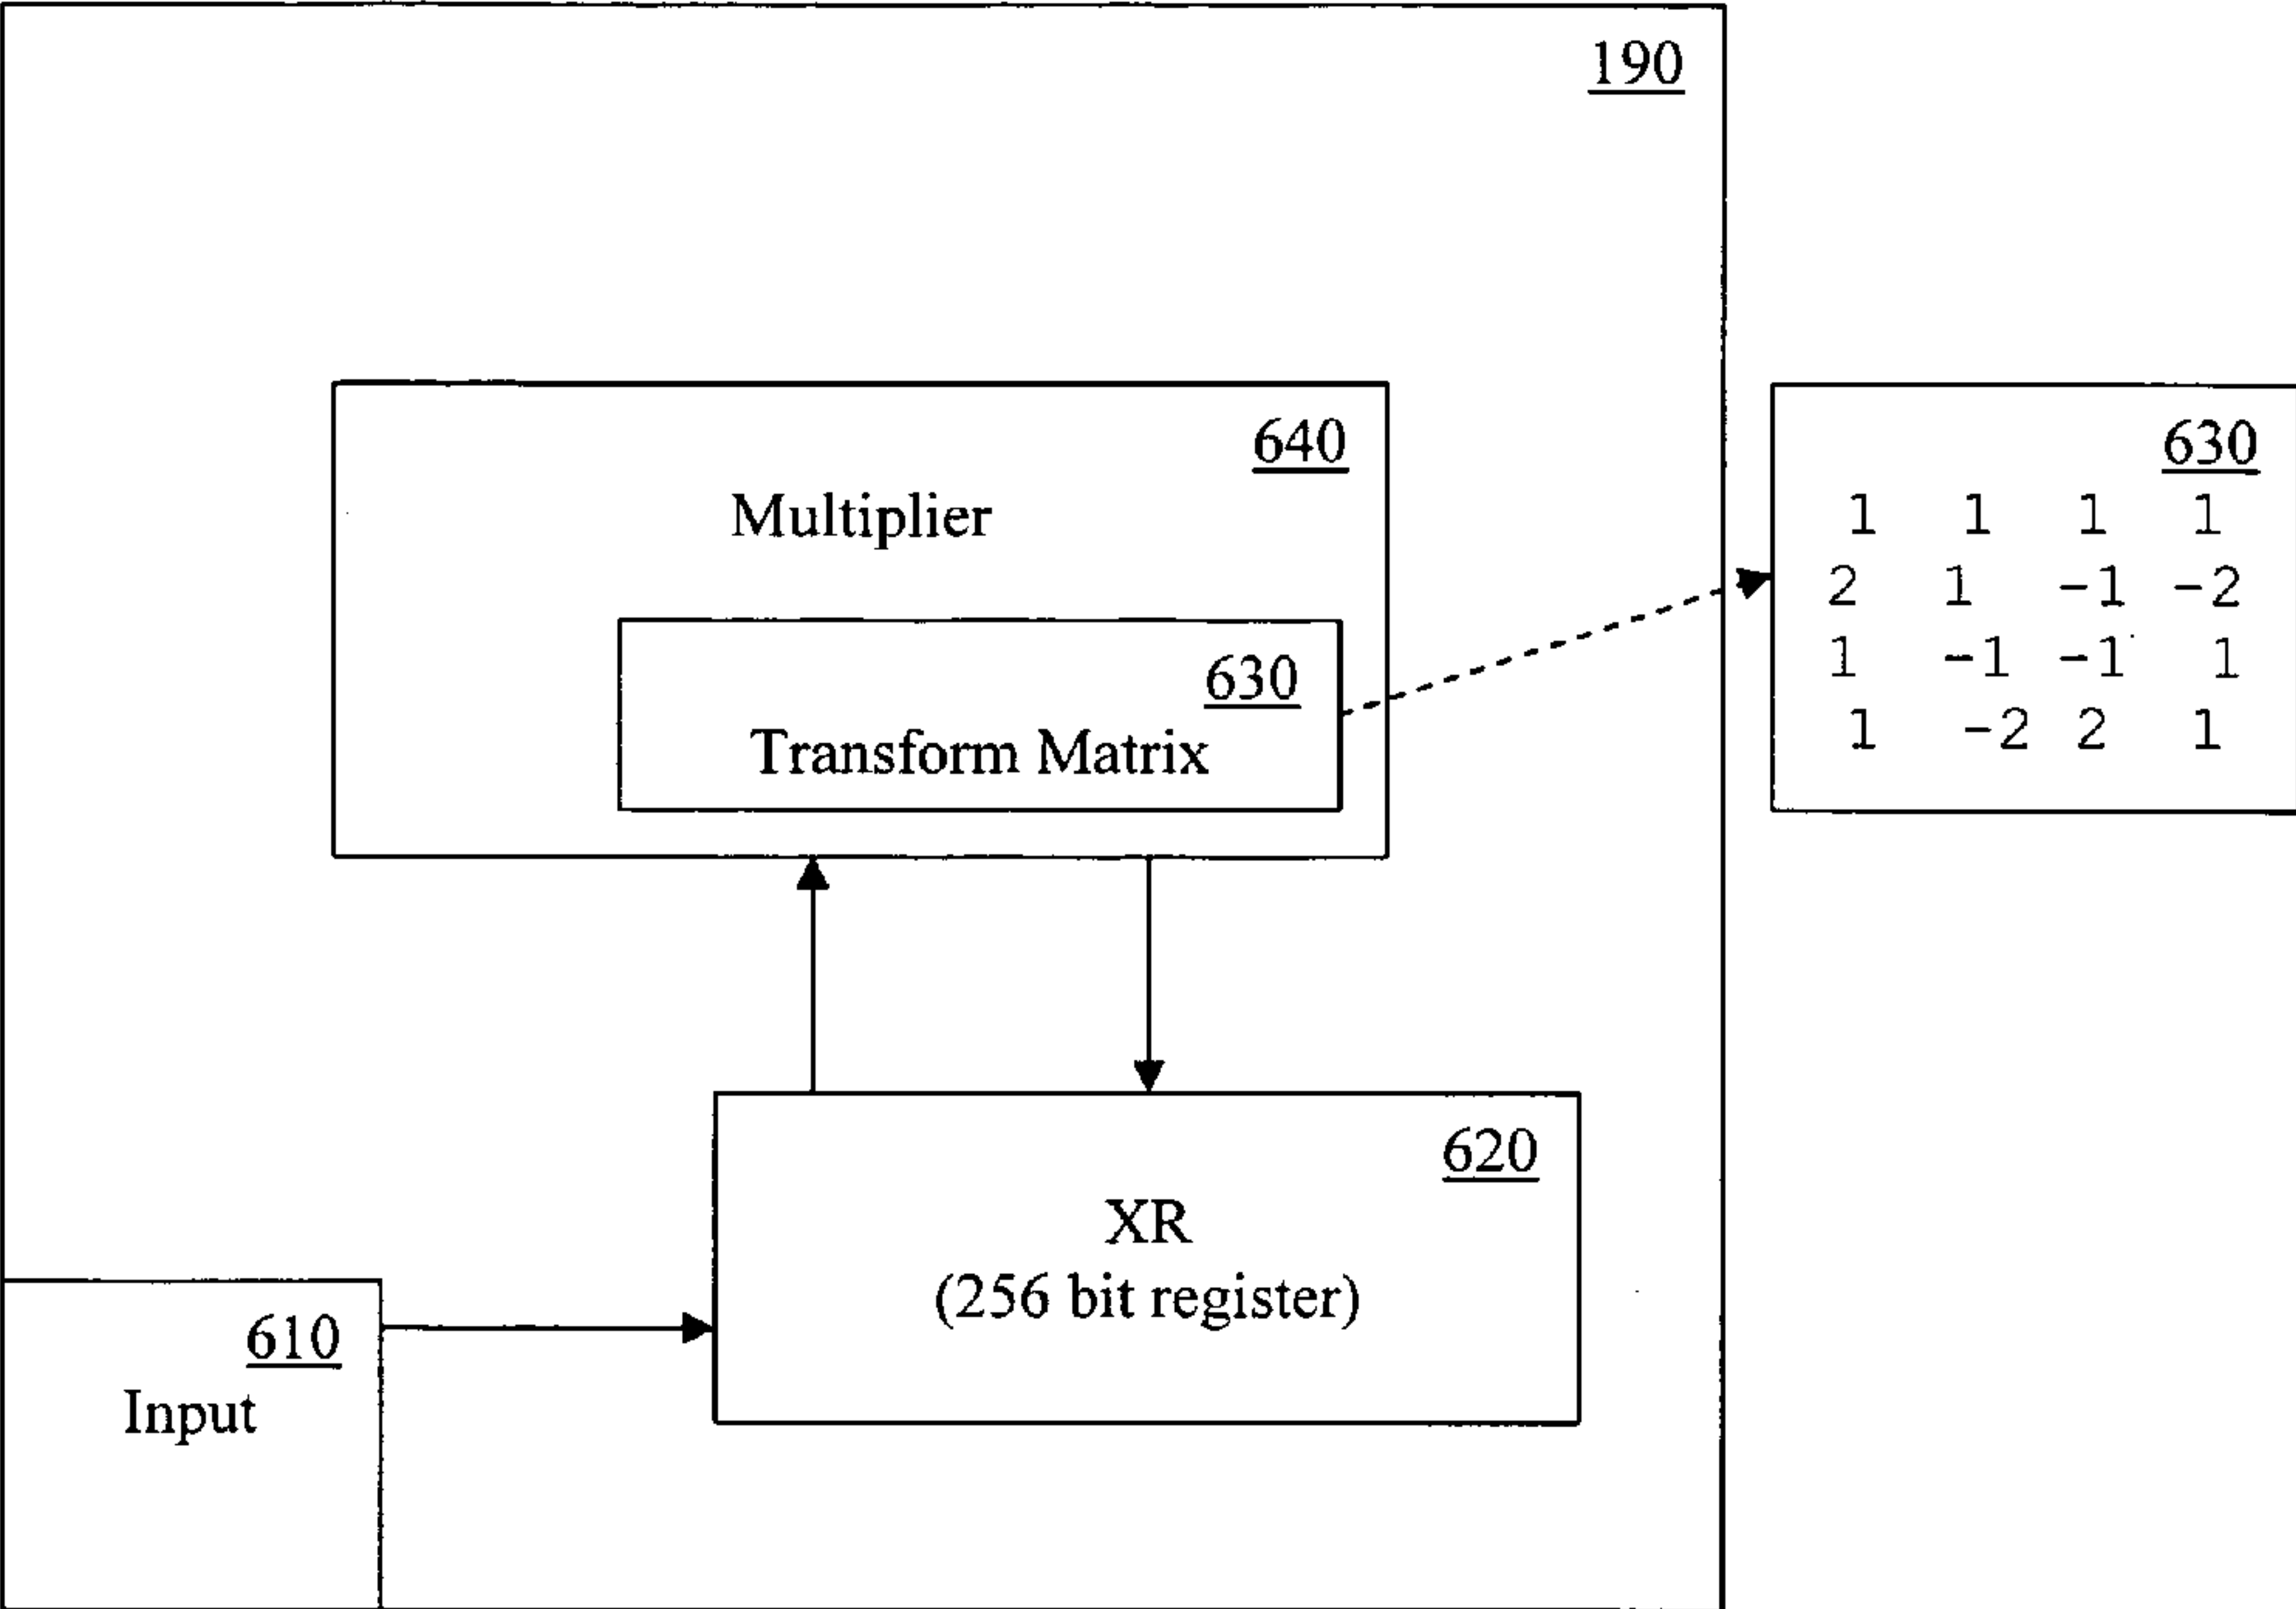 190
640
Multiplier
630
Transform Matrix
630
1 1 1 1
2 1 -1 -2
1 -1 -1 1
1 -2 2 1
620
XR
(256 bit register)
610
Input